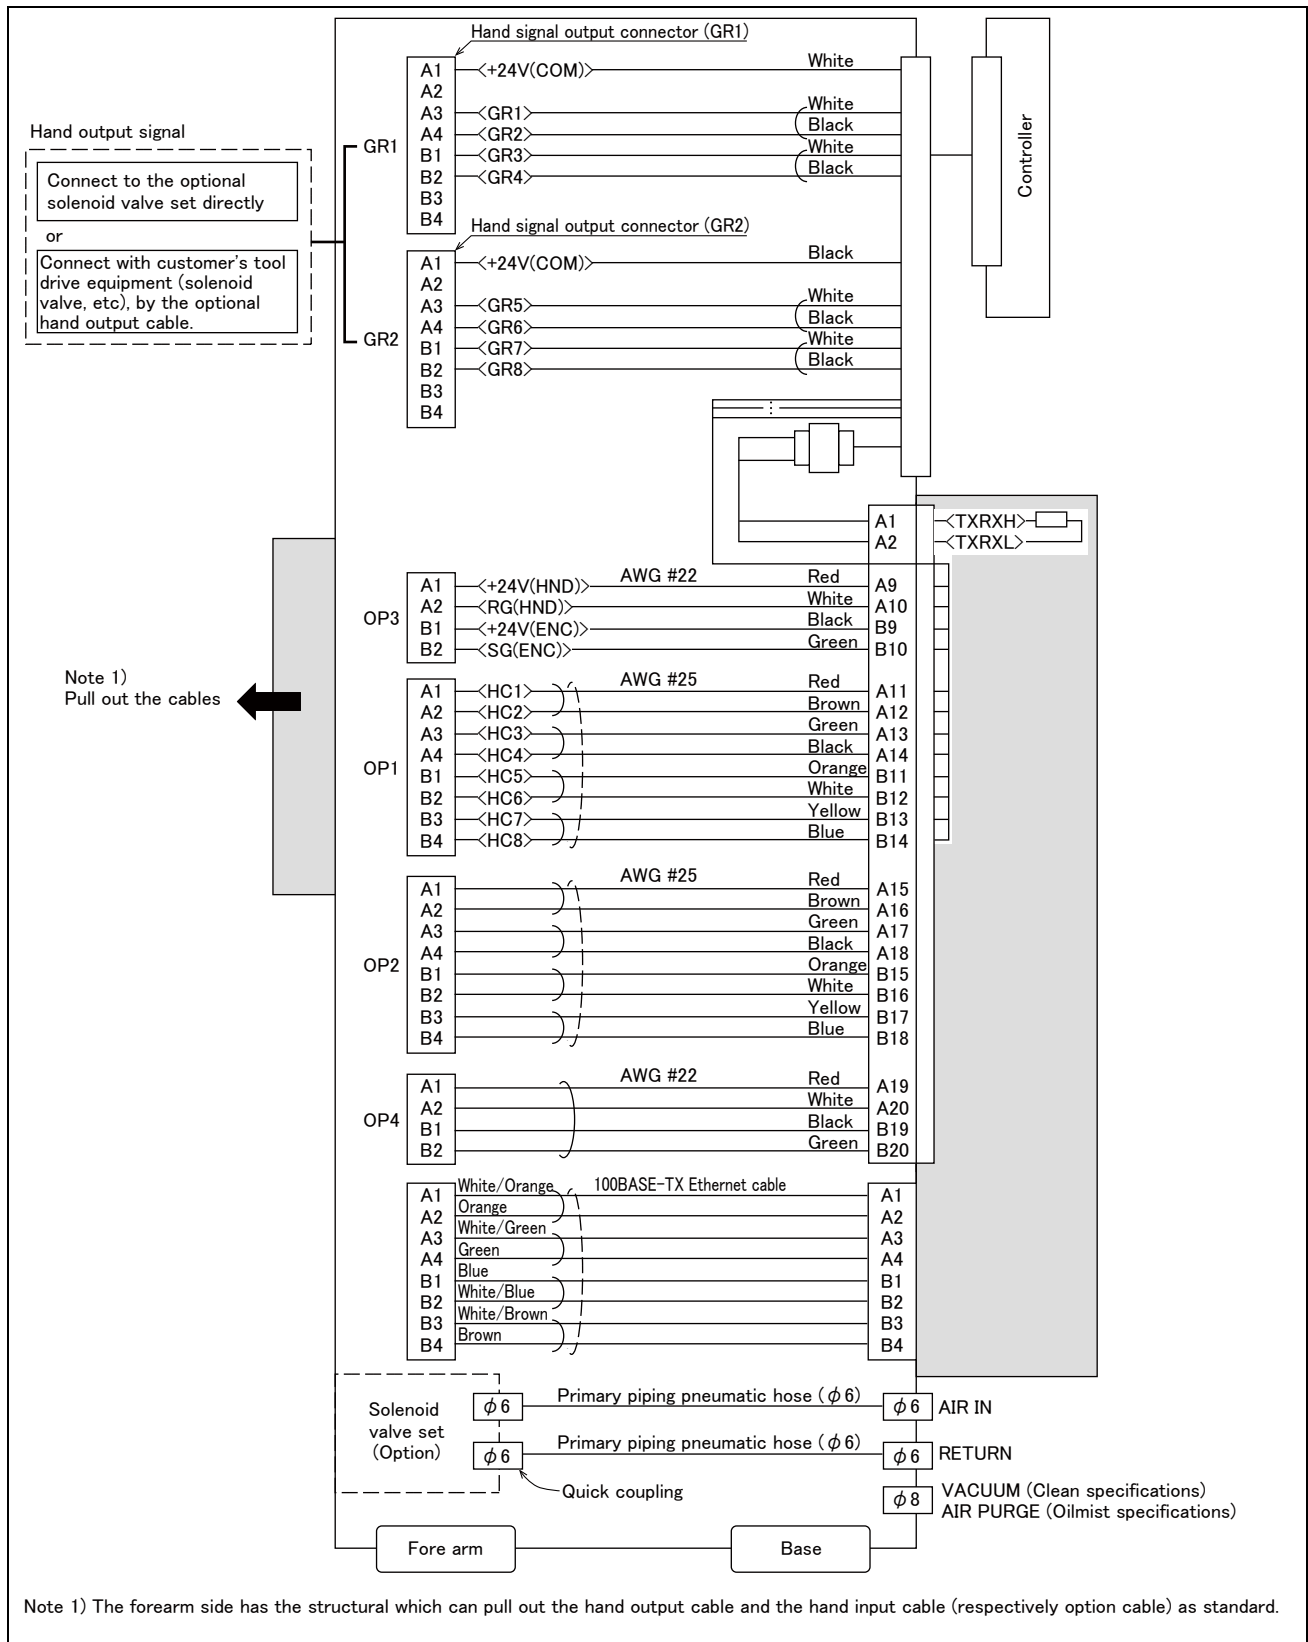 Hand signal output connector (GR1)
A1 <+24V(COM)> White
A2
A3 <GR1> White
A4 <GR2> Black
B1 <GR3> White
B2 <GR4> Black
B3
B4
GR1
Controller
Hand output signal
Connect to the optional
solenoid valve set directly
or
Connect with customer's tool
drive equipment (solenoid
valve, etc), by the optional
hand output cable.
Hand signal output connector (GR2)
A1 <+24V(COM)> Black
A2
A3 <GR5> White
A4 <GR6> Black
B1 <GR7> White
B2 <GR8> Black
B3
B4
GR2
A1 <TXRXH>
A2 <TXRXL>
OP3
AWG #22
A1 <+24V(HND)> Red A9
A2 <RG(HND)> White A10
B1 <+24V(ENC)> Black B9
B2 <SG(ENC)> Green B10
Note 1)
Pull out the cables
OP1
AWG #25
A1 <HC1> Red A11
A2 <HC2> Brown A12
A3 <HC3> Green A13
A4 <HC4> Black A14
B1 <HC5> Orange B11
B2 <HC6> White B12
B3 <HC7> Yellow B13
B4 <HC8> Blue B14
OP2
AWG #25
A1 Red A15
A2 Brown A16
A3 Green A17
A4 Black A18
B1 Orange B15
B2 White B16
B3 Yellow B17
B4 Blue B18
OP4
AWG #22
A1 Red A19
A2 White A20
B1 Black B19
B2 Green B20
100BASE-TX Ethernet cable
A1 White/Orange A1
A2 Orange A2
A3 White/Green A3
A4 Green A4
B1 Blue B1
B2 White/Blue B2
B3 White/Brown B3
B4 Brown B4
Solenoid
valve set
(Option)
φ6 Primary piping pneumatic hose (φ6) φ6 AIR IN
φ6 Primary piping pneumatic hose (φ6) φ6 RETURN
Quick coupling
φ8 VACUUM (Clean specifications)
AIR PURGE (Oilmist specifications)
Fore arm
Base
Note 1) The forearm side has the structural which can pull out the hand output cable and the hand input cable (respectively option cable) as standard.